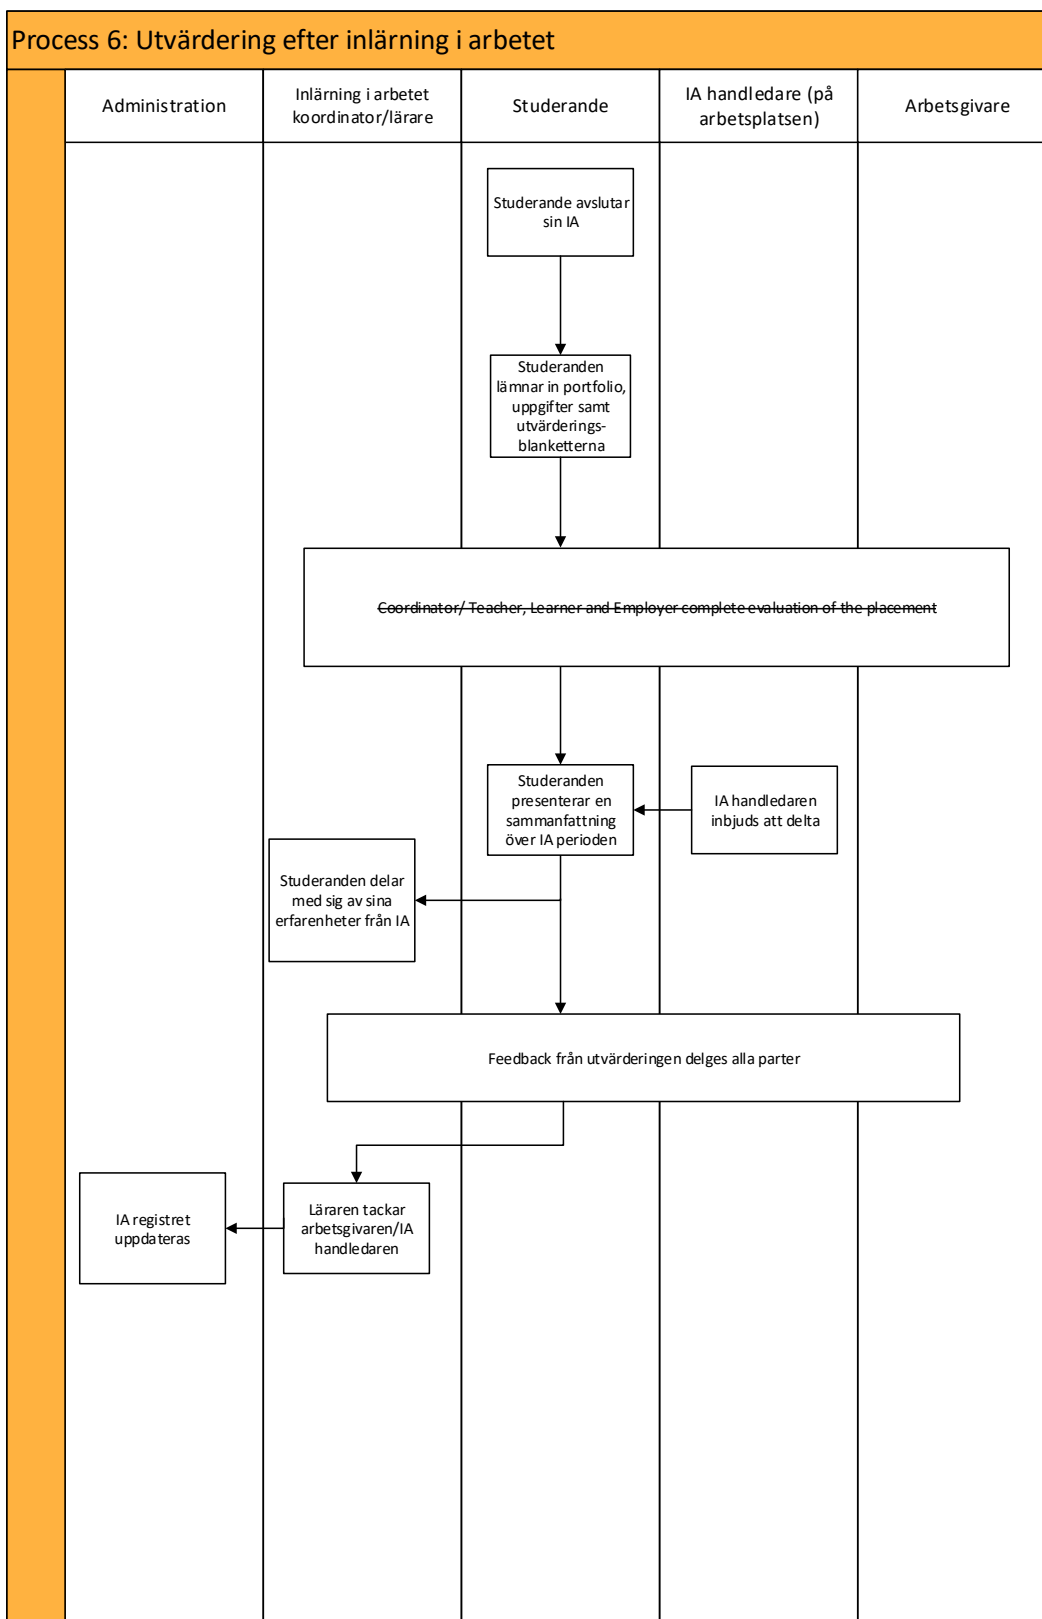 Process 6: Utvärdering efter inlärning i arbetet
Administration
Inlärning i arbetet
koordinator/lärare
Studerande
IA handledare (på
arbetsplatsen)
Arbetsgivare
Studerande avslutar
sin IA
Studeranden
lämnar in portfolio,
uppgifter samt
utvärderings-
blanketterna
Coordinator/ Teacher, Learner and Employer complete evaluation of the placement
Studeranden
presenterar en
sammanfattning
över IA perioden
IA handledaren
inbjuds att delta
Studeranden delar
med sig av sina
erfarenheter från IA
Feedback från utvärderingen delges alla parter
IA registret
uppdateras
Läraren tackar
arbetsgivaren/IA
handledaren